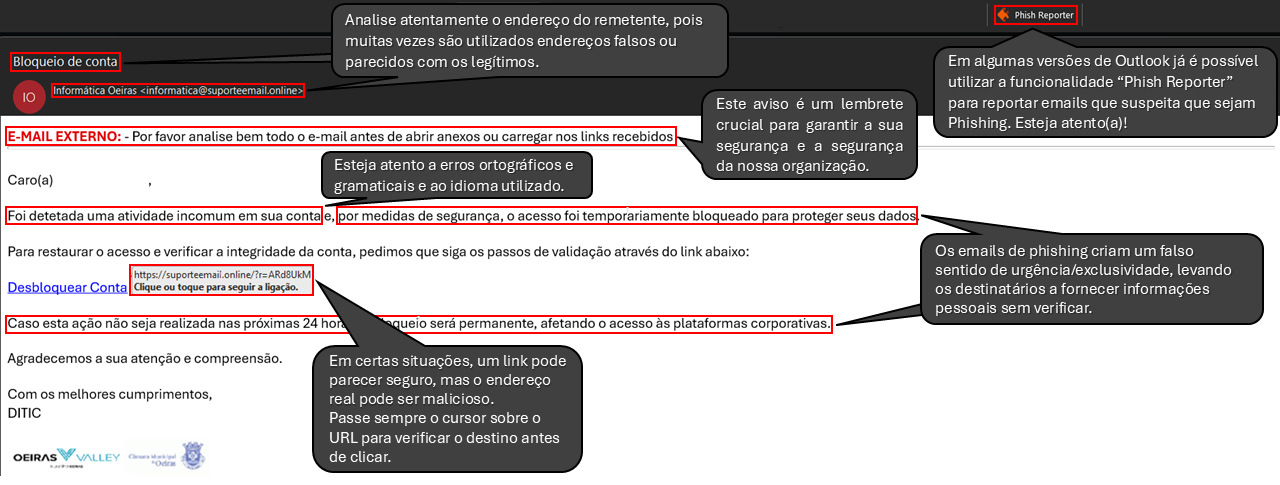 Phish Reporter
Analise atentamente o endereço do remetente, pois
muitas vezes são utilizados endereços falsos ou
parecidos com os legítimos.
Bloqueio de conta
Em algumas versões de Outlook já é possível
utilizar a funcionalidade “Phish Reporter”
para reportar emails que suspeita que sejam
Phishing. Esteja atento(a)!
IO
Informática Oeiras <informatica@suporteemail.online>
Este aviso é um lembrete
crucial para garantir a sua
segurança e a segurança
da nossa organização.
E-MAIL EXTERNO: - Por favor analise bem todo o e-mail antes de abrir anexos ou carregar nos links recebidos
Esteja atento a erros ortográficos e
gramaticais e ao idioma utilizado.
Caro(a) ,
Foi detetada uma atividade incomum em sua conta e, por medidas de segurança, o acesso foi temporariamente bloqueado para proteger seus dados.
Os emails de phishing criam um falso
sentido de urgência/exclusividade, levando
os destinatários a fornecer informações
pessoais sem verificar.
Para restaurar o acesso e verificar a integridade da conta, pedimos que siga os passos de validação através do link abaixo:
https://suporteemail.online/?r=ARd8UkM
Desbloquear Conta Clique ou toque para seguir a ligação.
Caso esta ação não seja realizada nas próximas 24 hora loqueio será permanente, afetando o acesso às plataformas corporativas.
Em certas situações, um link pode
parecer seguro, mas o endereço
real pode ser malicioso.
Passe sempre o cursor sobre o
URL para verificar o destino antes
de clicar.
Agradecemos a sua atenção e compreensão.
Com os melhores cumprimentos,
DITIC
OEIRAS VALLEY
Câmara Municipal
de Oeiras